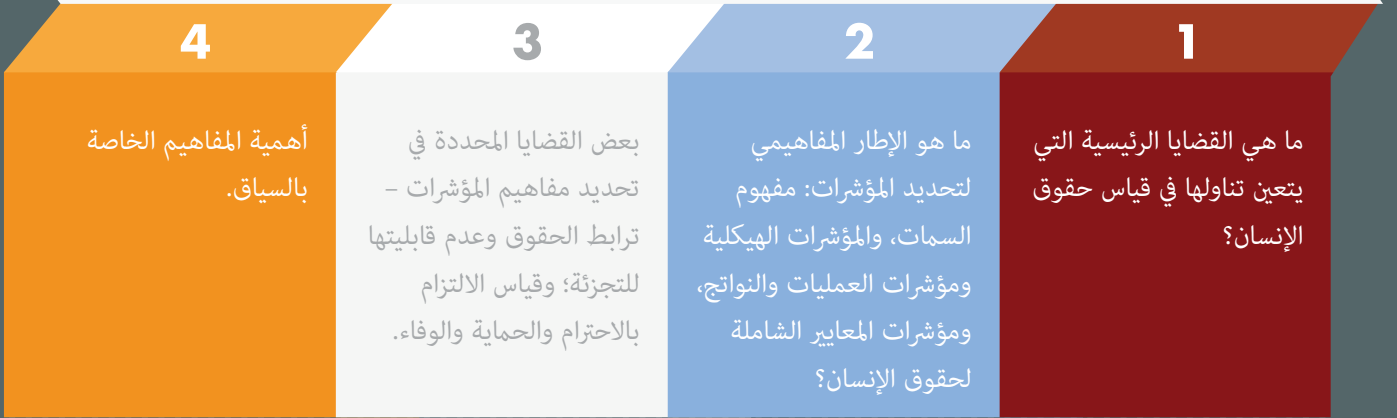 1
ما هي القضايا الرئيسية التي
يتعين تناولها في قياس حقوق
الإنسان؟
2
ما هو الإطار المفاهيمي
لتحديد المؤشرات: مفهوم
السمات، والمؤشرات الهيكلية
ومؤشرات العمليات والنواتج،
ومؤشرات المعايير الشاملة
لحقوق الإنسان؟
3
بعض القضايا المحددة في
تحديد مفاهيم المؤشرات –
ترابط الحقوق وعدم قابليتها
للتجزئة؛ وقياس الالتزام
بالاحترام والحماية والوفاء.
4
أهمية المفاهيم الخاصة
بالسياق.